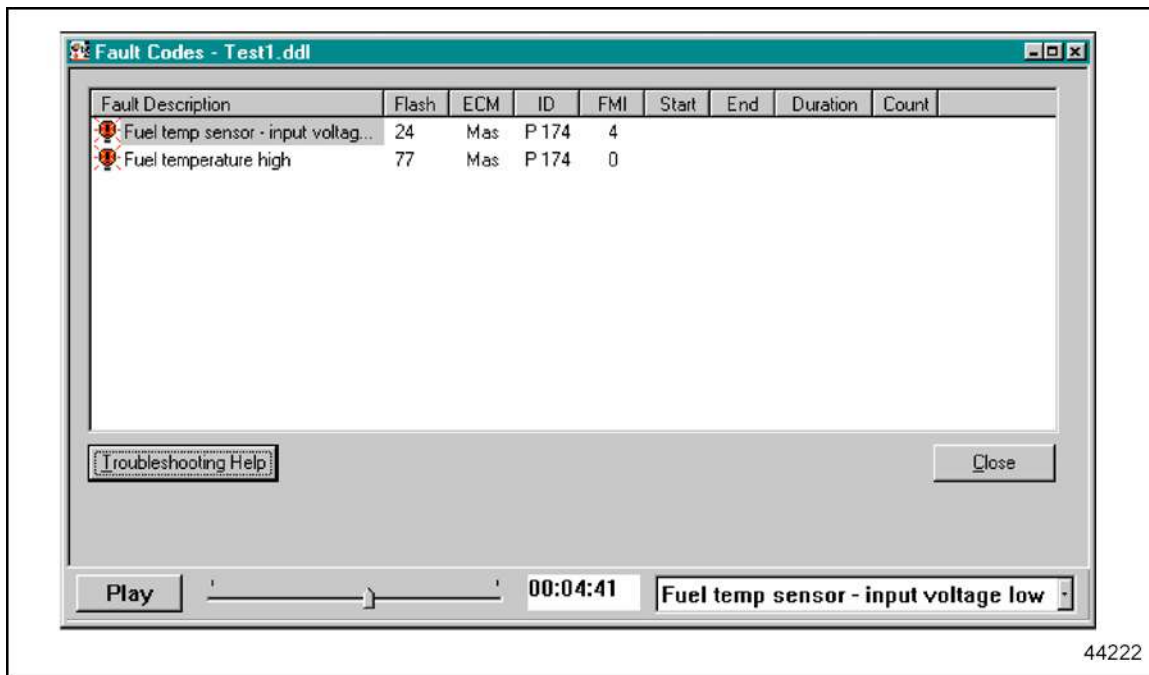 Fault Codes - Test1.ddl
Fault Description Flash ECM ID FMI Start End Duration Count
Fuel temp sensor - input voltag... 24 Mas P 174 4
Fuel temperature high 77 Mas P 174 0
Troubleshooting Help Close
Play 00:04:41 Fuel temp sensor - input voltage low
44222